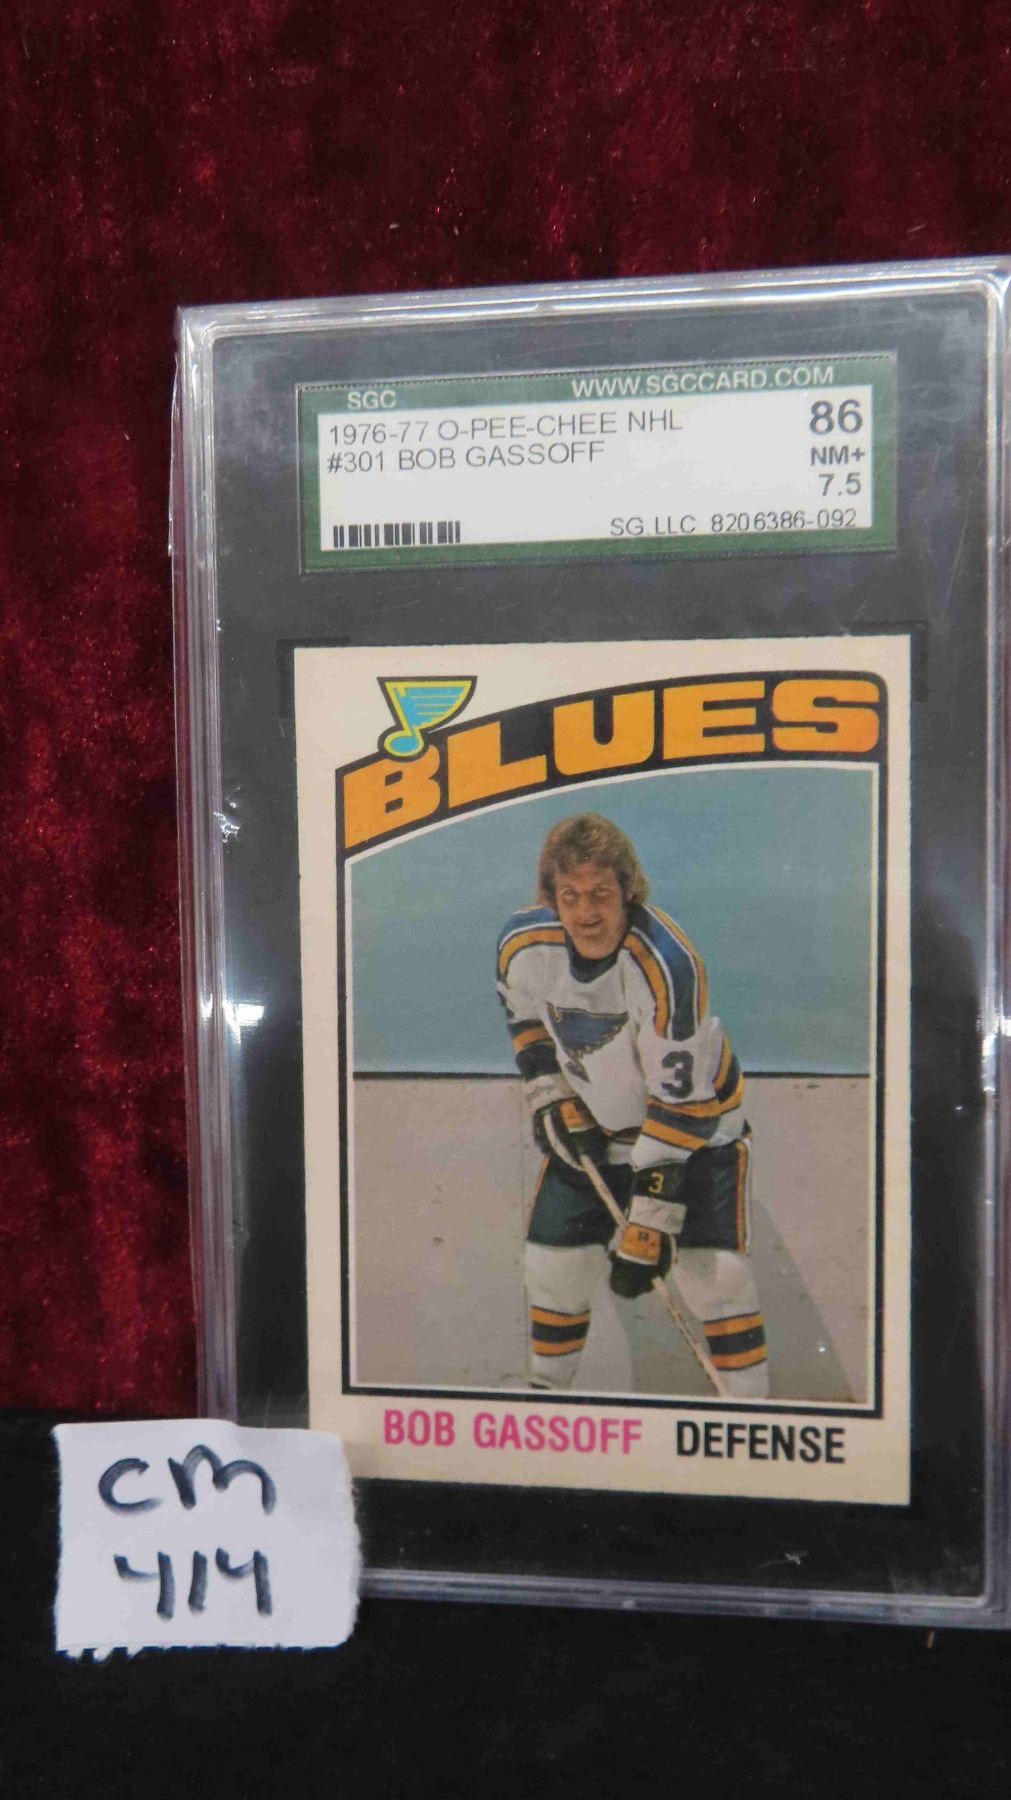 SGC WWW.SGCCARD.COM
1976-77 O-PEE-CHEE NHL 86
#301 BOB GASSOFF NM+
7.5
SG, LLC 8206386-092
BLUES
3
3
BOB GASSOFF DEFENSE
CM
414